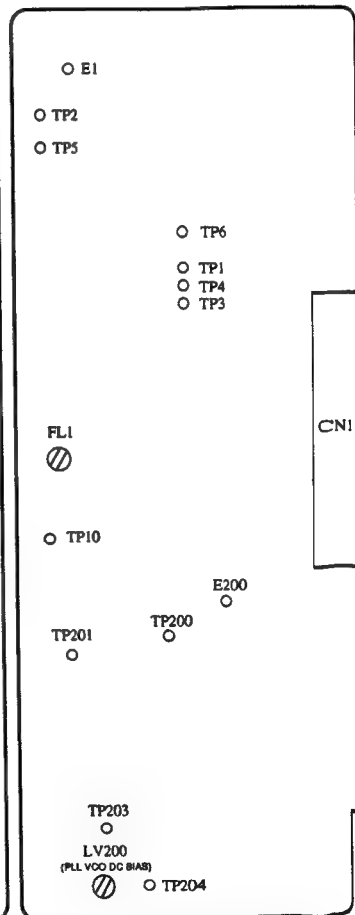 E1
TP2
TP5
TP6
TP1
TP4
TP3
CN1
FL1
TP10
E200
TP200
TP201
TP203
LV200
(PLL VCO DC BIAS)
TP204